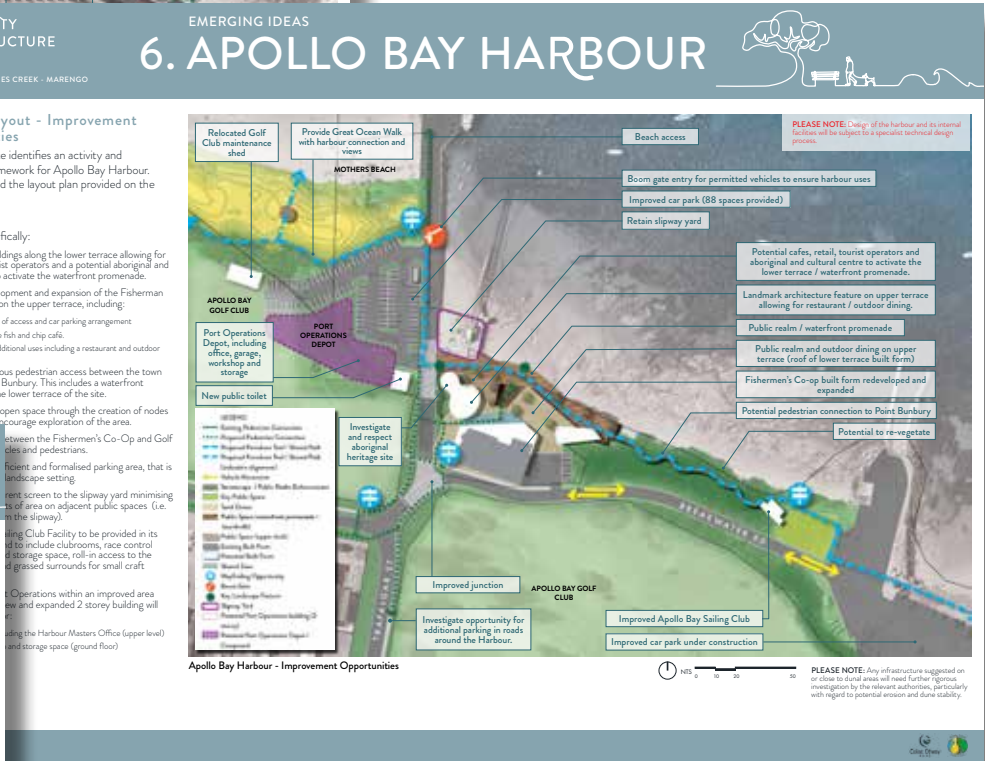 TY
UCTURE
ES CREEK - MARENGO
EMERGING IDEAS
6. APOLLO BAY HARBOUR
yout - Improvement
ies
e identifies an activity and
mework for Apollo Bay Harbour.
d the layout plan provided on the
fically:
ldings along the lower terrace allowing for
ist operators and a potential aboriginal and
o activate the waterfront promenade.
opment and expansion of the Fisherman
on the upper terrace, including:
of access and car parking arrangement
fish and chip café.
dditional uses including a restaurant and outdoor
ous pedestrian access between the town
Bunbury. This includes a waterfront
the lower terrace of the site.
open space through the creation of nodes
ncourage exploration of the area.
etween the Fishermen's Co-Op and Golf
cles and pedestrians.
fficient and formalised parking area, that is
landscape setting.
rent screen to the slipway yard minimising
ts of area on adjacent public spaces (i.e.
m the slipway).
ailing Club Facility to be provided in its
nd to include clubrooms, race control
d storage space, roll-in access to the
nd grassed surrounds for small craft
t Operations within an improved area
ew and expanded 2 storey building will
or:
uding the Harbour Masters Office (upper level)
and storage space (ground floor)
Relocated Golf
Club maintenance
shed
Provide Great Ocean Walk
with harbour connection and
views
MOTHERS BEACH
Beach access
PLEASE NOTE: Design of the harbour and its internal
facilities will be subject to a specialist technical design
process.
Boom gate entry for permitted vehicles to ensure harbour uses
Improved car park (88 spaces provided)
Retain slipway yard
Potential cafes, retail, tourist operators and
aboriginal and cultural centre to activate the
lower terrace / waterfront promenade.
Landmark architecture feature on upper terrace
allowing for restaurant / outdoor dining.
Public realm / waterfront promenade
Public realm and outdoor dining on upper
terrace (roof of lower terrace built form)
Fishermen's Co-op built form redeveloped and
expanded
Potential pedestrian connection to Point Bunbury
Potential to re-vegetate
APOLLO BAY
GOLF CLUB
PORT
OPERATIONS
DEPOT
Port Operations
Depot, including
office, garage,
workshop and
storage
New public toilet
Investigate
and respect
aboriginal
heritage site
BREAKWATER RD
Improved junction
APOLLO BAY GOLF
CLUB
Investigate opportunity for
additional parking in roads
around the Harbour.
Improved Apollo Bay Sailing Club
Improved car park under construction
Apollo Bay Harbour - Improvement Opportunities
NTS
0 10 20 50
PLEASE NOTE: Any infrastructure suggested on
or close to dunal areas will need further rigorous
investigation by the relevant authorities, particularly
with regard to potential erosion and dune stability.